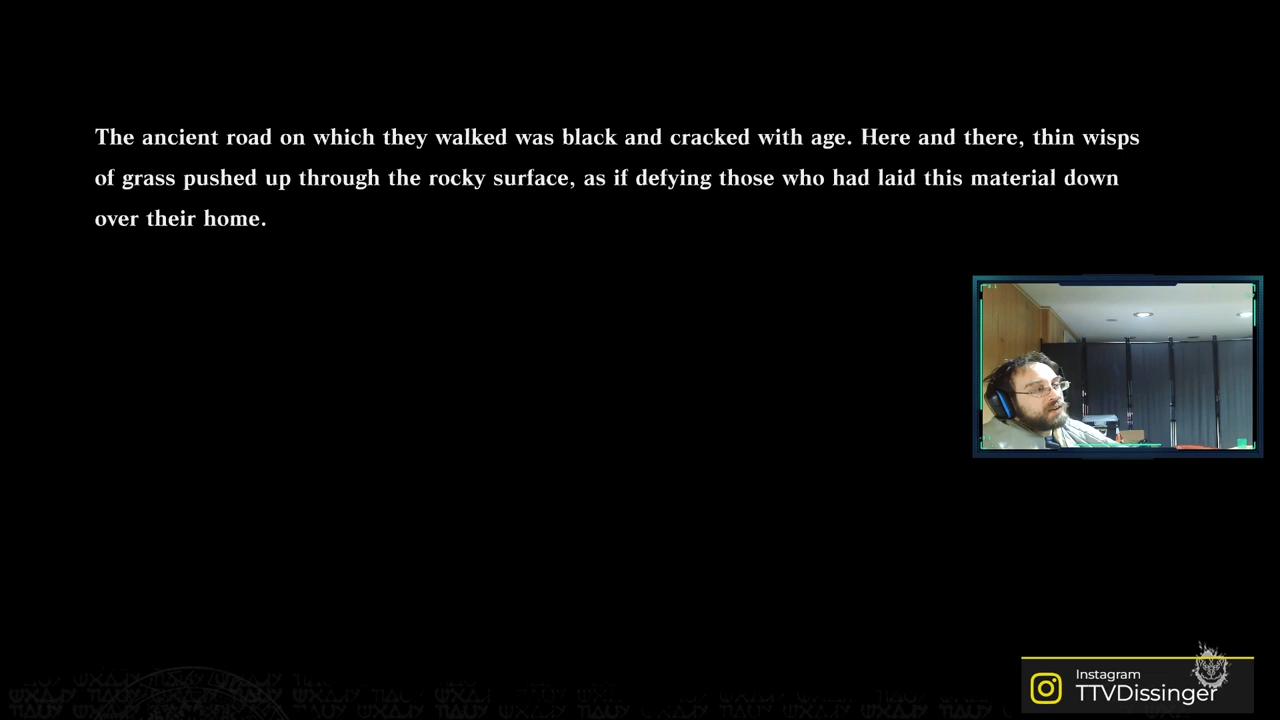 The ancient road on which they walked was black and cracked with age. Here and there, thin wisps
of grass pushed up through the rocky surface, as if defying those who had laid this material down
over their home.
Instagram
TTVDissinger